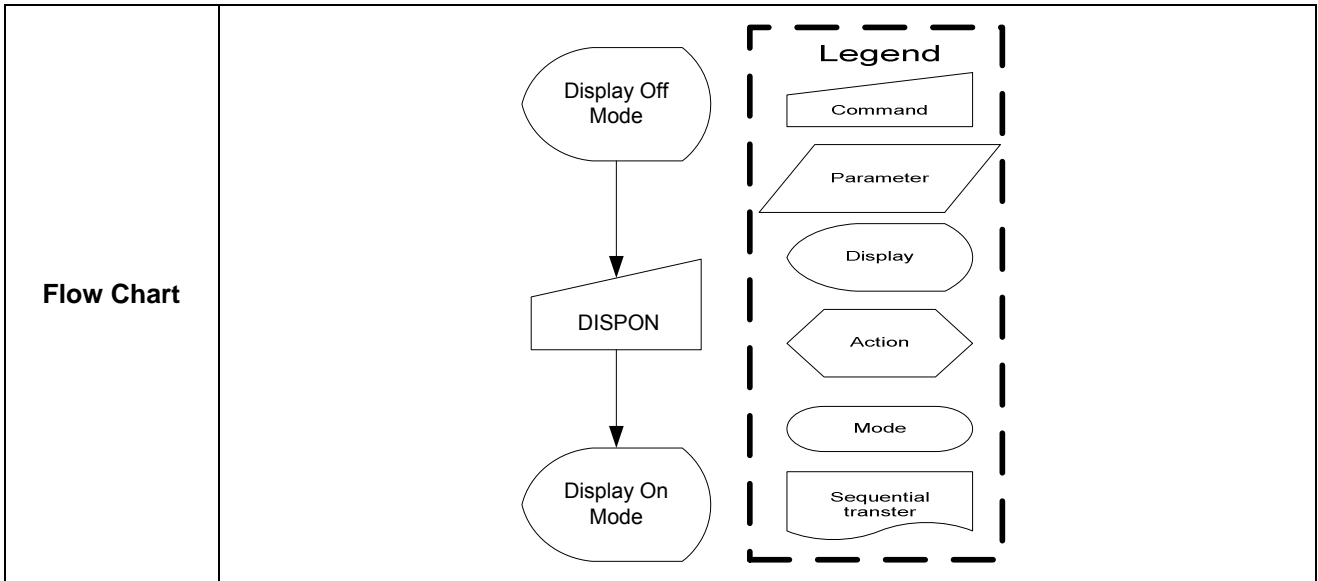 Flow Chart
Display Off
Mode
DISPON
Display On
Mode
Legend
Command
Parameter
Display
Action
Mode
Sequential
transter